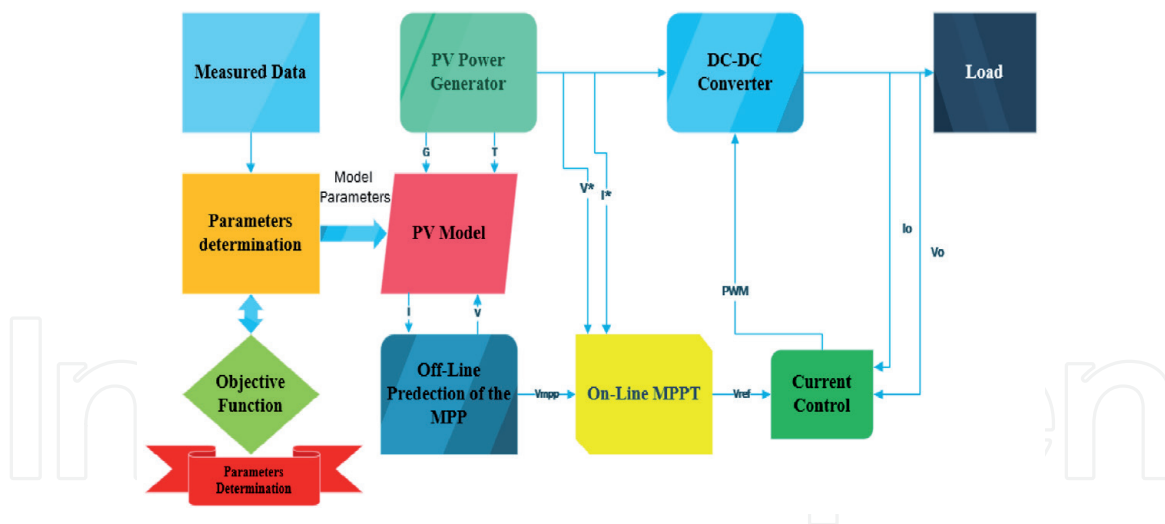 Measured Data
PV Power
Generator
DC-DC
Converter
Load
G
T
Model
Parameters
V*
I*
Io
Vo
Parameters
determination
PV Model
PWM
I
V
Objective
Function
Off-Line
Predection of the
MPP
Vmpp
On-Line MPPT
Vref
Current
Control
Parameters
Determination